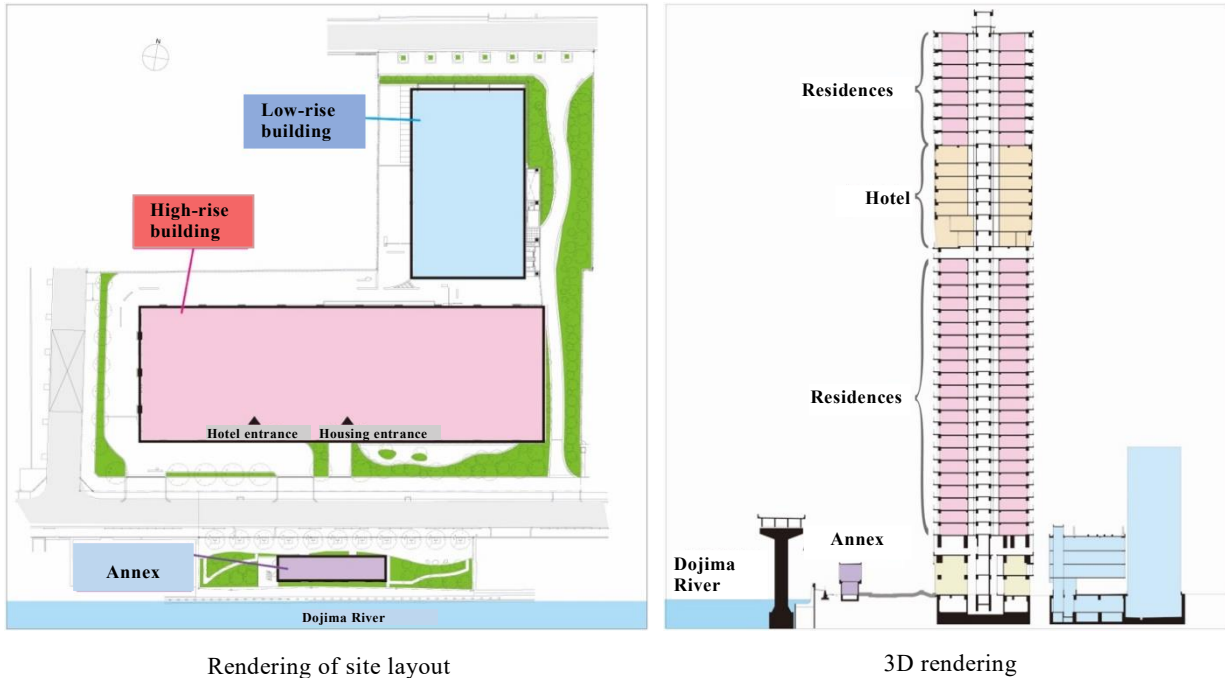 N
Low-rise
building
High-rise
building
Hotel entrance
Housing entrance
Annex
Dojima River
Rendering of site layout
Residences
Hotel
Residences
Annex
Dojima
River
3D rendering